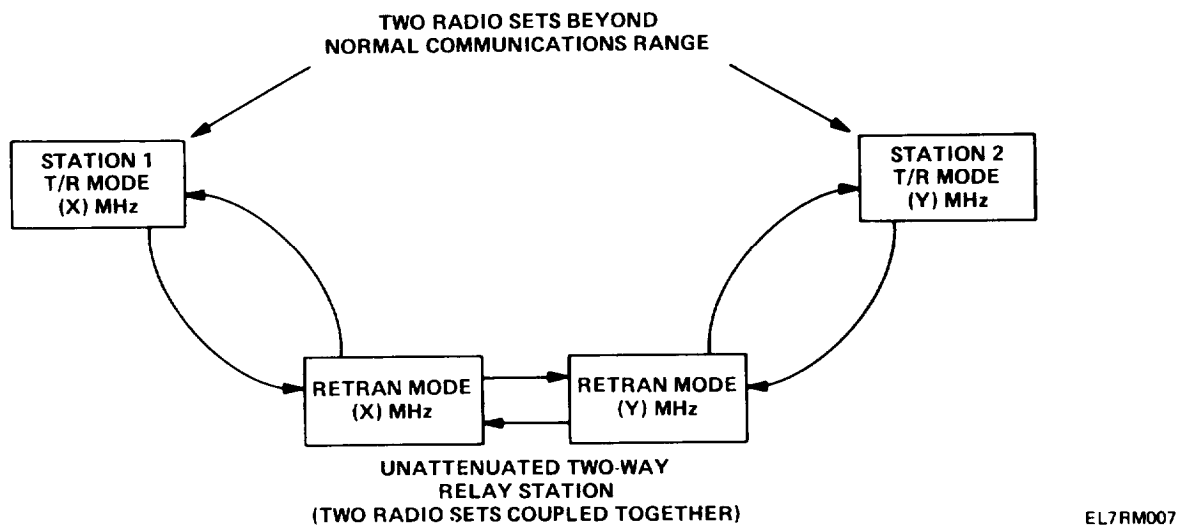 TWO RADIO SETS BEYOND
NORMAL COMMUNICATIONS RANGE
STATION 1
T/R MODE
(X) MHz
STATION 2
T/R MODE
(Y) MHz
RETRAN MODE
(X) MHz
RETRAN MODE
(Y) MHz
UNATTENUATED TWO-WAY
RELAY STATION
(TWO RADIO SETS COUPLED TOGETHER)
EL7RM007